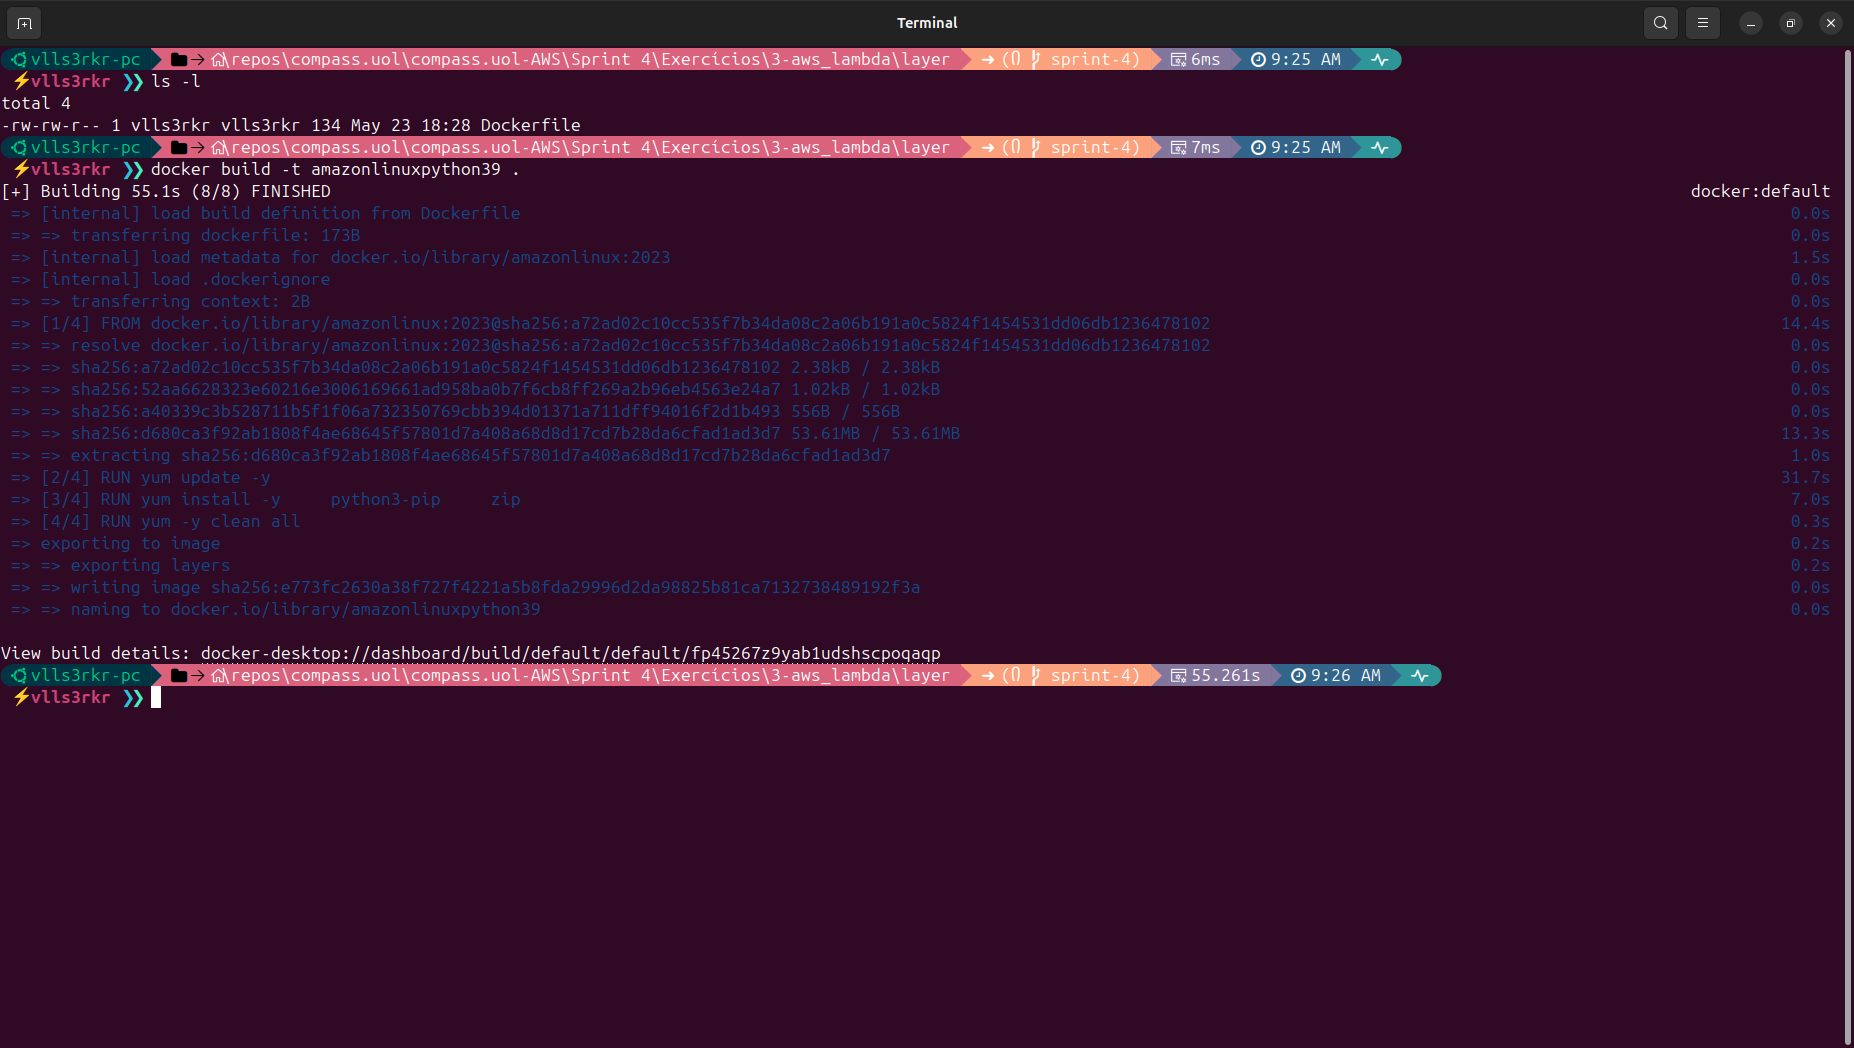 Terminal
vlls3rkr-pc → \repos\compass.uol\compass.uol-AWS\Sprint 4\Exercícios\3-aws_lambda\layer → ( sprint-4) 6ms 9:25 AM
⚡vlls3rkr ❯❯ ls -l
total 4
-rw-rw-r-- 1 vlls3rkr vlls3rkr 134 May 23 18:28 Dockerfile
vlls3rkr-pc → \repos\compass.uol\compass.uol-AWS\Sprint 4\Exercícios\3-aws_lambda\layer → ( sprint-4) 7ms 9:25 AM
⚡vlls3rkr ❯❯ docker build -t amazonlinuxpython39 .
[+] Building 55.1s (8/8) FINISHED docker:default
=> [internal] load build definition from Dockerfile 0.0s
=> => transferring dockerfile: 173B 0.0s
=> [internal] load metadata for docker.io/library/amazonlinux:2023 1.5s
=> [internal] load .dockerignore 0.0s
=> => transferring context: 2B 0.0s
=> [1/4] FROM docker.io/library/amazonlinux:2023@sha256:a72ad02c10cc535f7b34da08c2a06b191a0c5824f1454531dd06db1236478102 14.4s
=> => resolve docker.io/library/amazonlinux:2023@sha256:a72ad02c10cc535f7b34da08c2a06b191a0c5824f1454531dd06db1236478102 0.0s
=> => sha256:a72ad02c10cc535f7b34da08c2a06b191a0c5824f1454531dd06db1236478102 2.38kB / 2.38kB 0.0s
=> => sha256:52aa6628323e60216e3006169661ad958ba0b7f6cb8ff269a2b96eb4563e24a7 1.02kB / 1.02kB 0.0s
=> => sha256:a40339c3b528711b5f1f06a732350769cbb394d01371a711dff94016f2d1b493 556B / 556B 0.0s
=> => sha256:d680ca3f92ab1808f4ae68645f57801d7a408a68d8d17cd7b28da6cfad1ad3d7 53.61MB / 53.61MB 13.3s
=> => extracting sha256:d680ca3f92ab1808f4ae68645f57801d7a408a68d8d17cd7b28da6cfad1ad3d7 1.0s
=> [2/4] RUN yum update -y 31.7s
=> [3/4] RUN yum install -y     python3-pip     zip 7.0s
=> [4/4] RUN yum -y clean all 0.3s
=> exporting to image 0.2s
=> => exporting layers 0.2s
=> => writing image sha256:e773fc2630a38f727f4221a5b8fda29996d2da98825b81ca7132738489192f3a 0.0s
=> => naming to docker.io/library/amazonlinuxpython39 0.0s
View build details: docker-desktop://dashboard/build/default/default/fp45267z9yab1udshscpoqaqp
vlls3rkr-pc → \repos\compass.uol\compass.uol-AWS\Sprint 4\Exercícios\3-aws_lambda\layer → ( sprint-4) 55.261s 9:26 AM
⚡vlls3rkr ❯❯